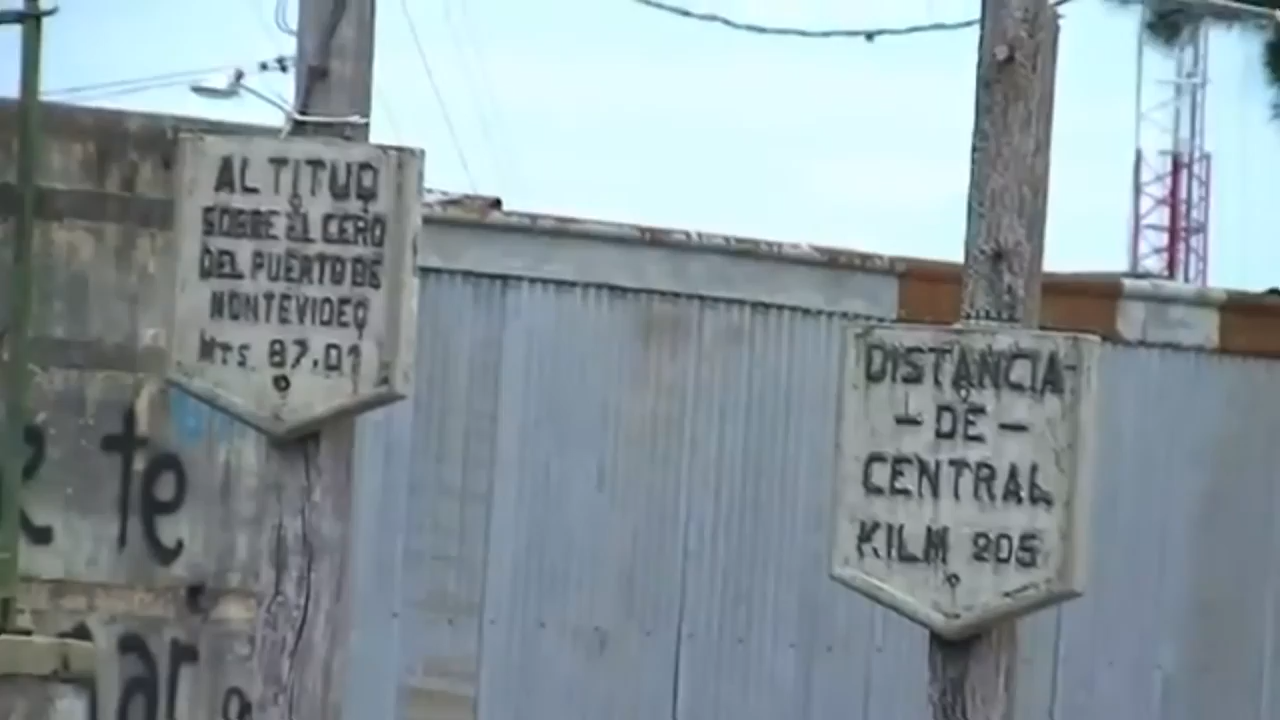 ALTITUD
SOBRE EL CERO
DEL PUERTO DE
MONTEVIDEO
MTS. 87.01
DISTANCIA
— DE —
CENTRAL
KILM 205
te